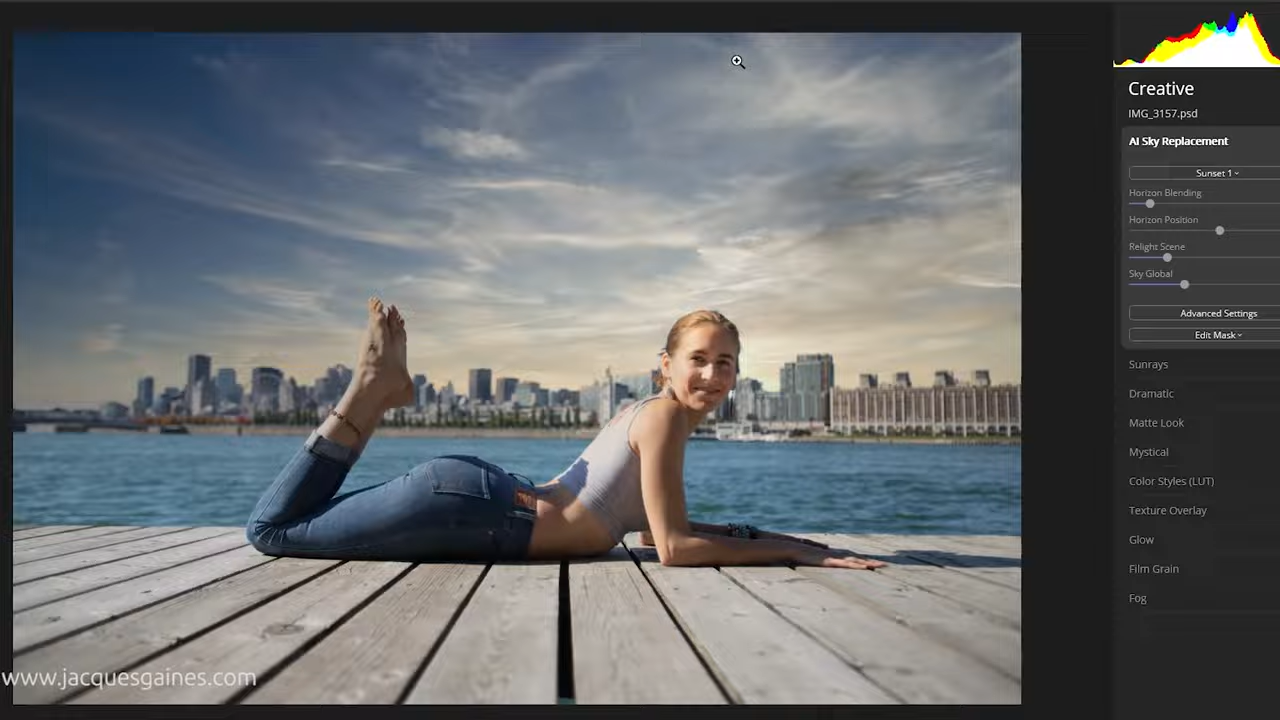 Creative
IMG_3157.psd
AI Sky Replacement
Sunset 1
Horizon Blending
Horizon Position
Relight Scene
Sky Global
Advanced Settings
Edit Mask
Sunrays
Dramatic
Matte Look
Mystical
Color Styles (LUT)
Texture Overlay
Glow
Film Grain
Fog
www.jacquesgaines.com